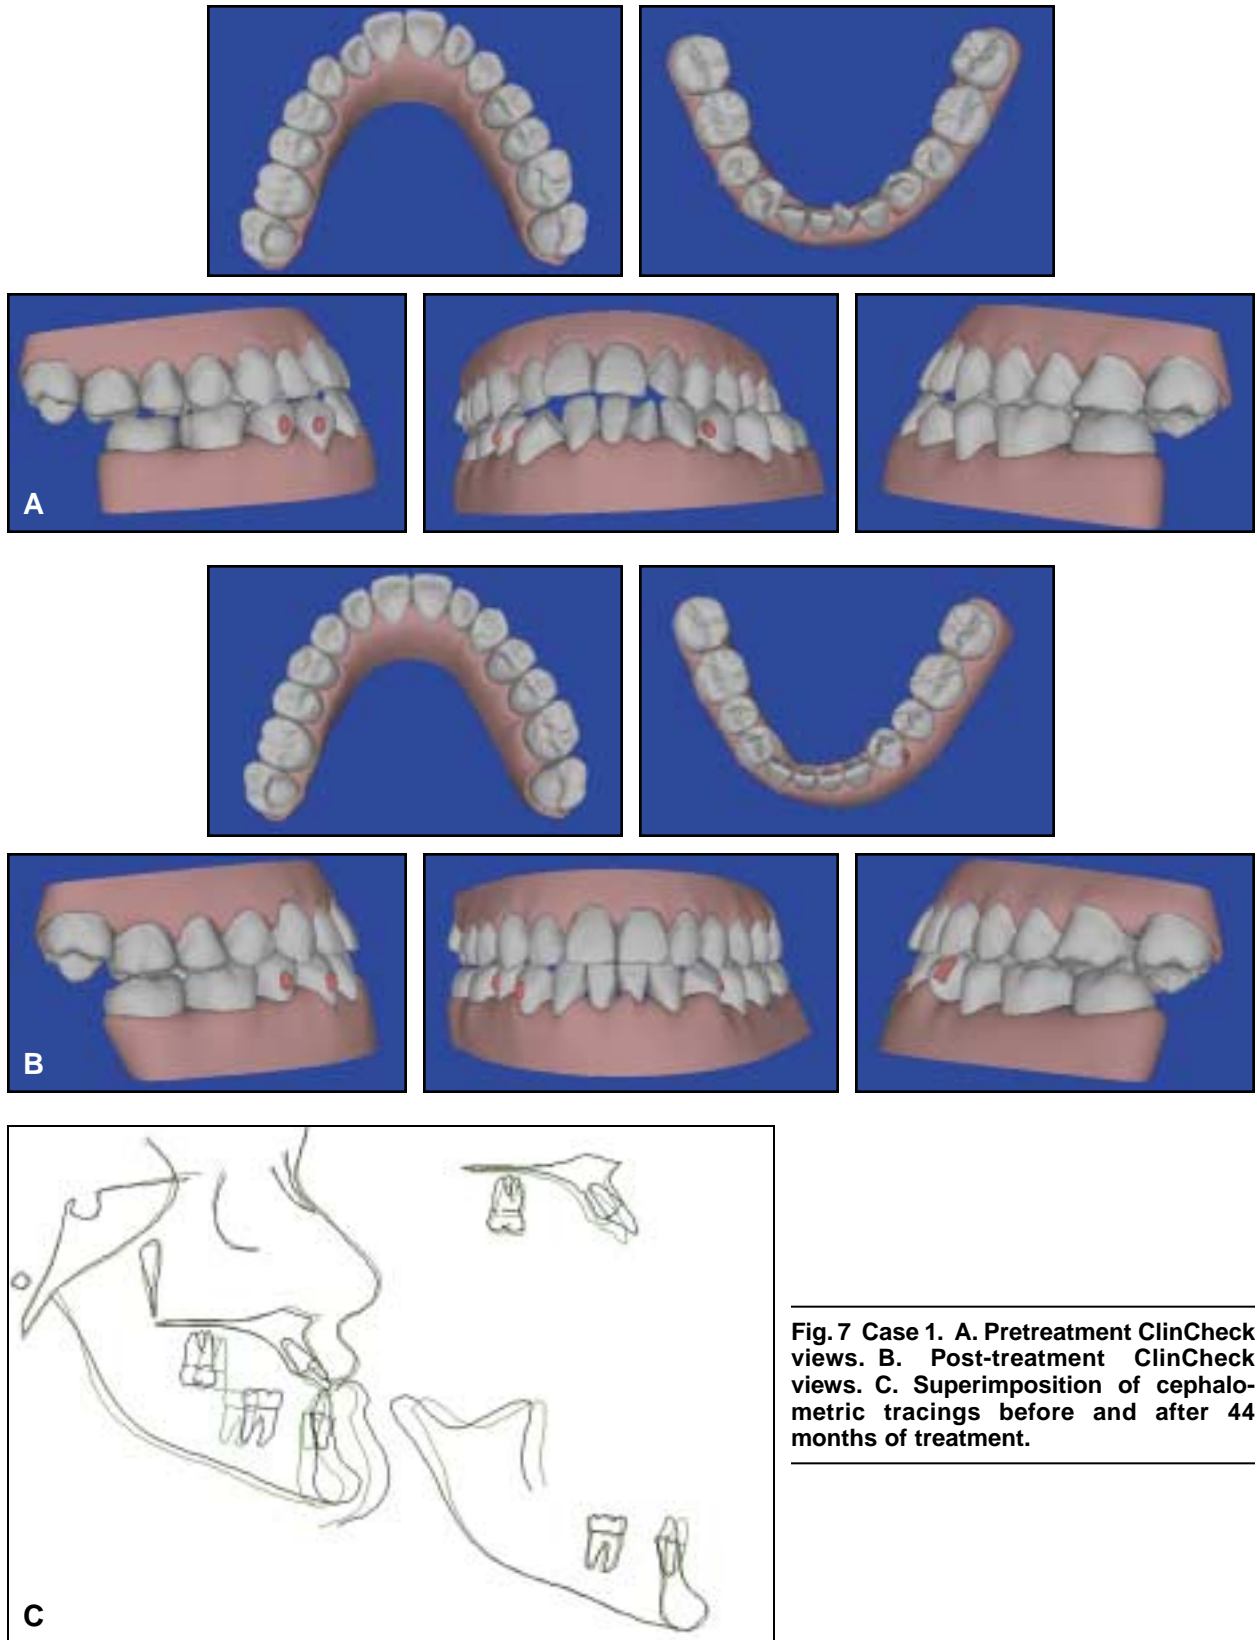 A
B
C
Fig. 7 Case 1. A. Pretreatment ClinCheck
views. B. Post-treatment ClinCheck
views. C. Superimposition of cephalo-
metric tracings before and after 44
months of treatment.